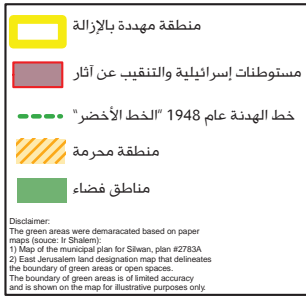 منطقة مهددة بالإزالة
مستوطنات إسرائيلية والتنقيب عن آثار
خط الهدنة عام 1948 "الخط الأخضر"
منطقة محرمة
مناطق فضاء
Disclaimer:
The green areas were demaracated based on paper
maps (souce: Ir Shalem):
1) Map of the municipal plan for Silwan, plan #2783A
2) East Jerusalem land designation map that delineates
the boundary of green areas or open spaces.
The boundary of green areas is of limited accuracy
and is shown on the map for illustrative purposes only.